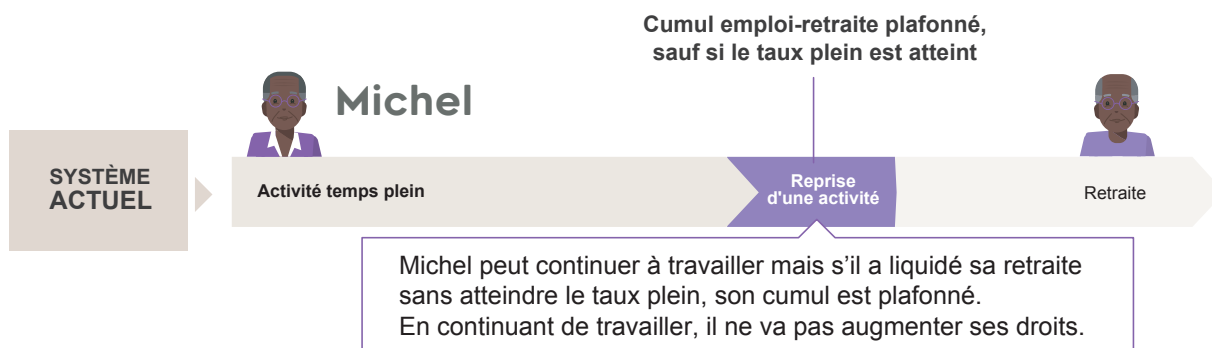 Cumul emploi-retraite plafonné,
sauf si le taux plein est atteint
Michel
SYSTÈME
ACTUEL
Activité temps plein
Reprise
d'une activité
Retraite
Michel peut continuer à travailler mais s’il a liquidé sa retraite
sans atteindre le taux plein, son cumul est plafonné.
En continuant de travailler, il ne va pas augmenter ses droits.